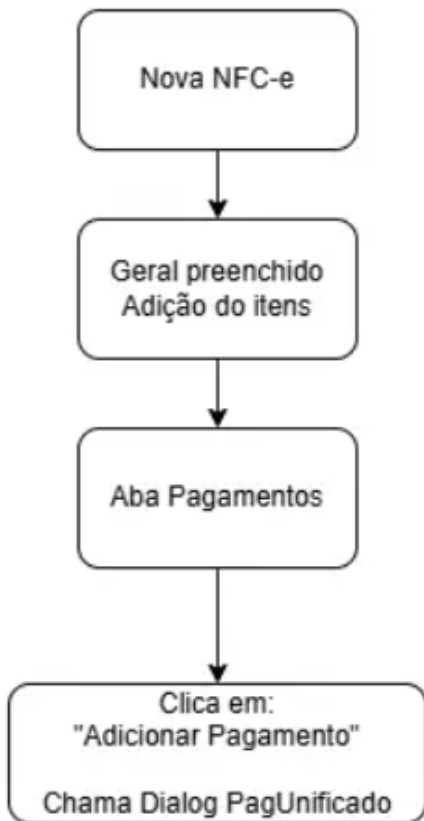 Nova NFC-e
Geral preenchido
Adição do itens
Aba Pagamentos
Clica em:
"Adicionar Pagamento"
Chama Dialog PagUnificado